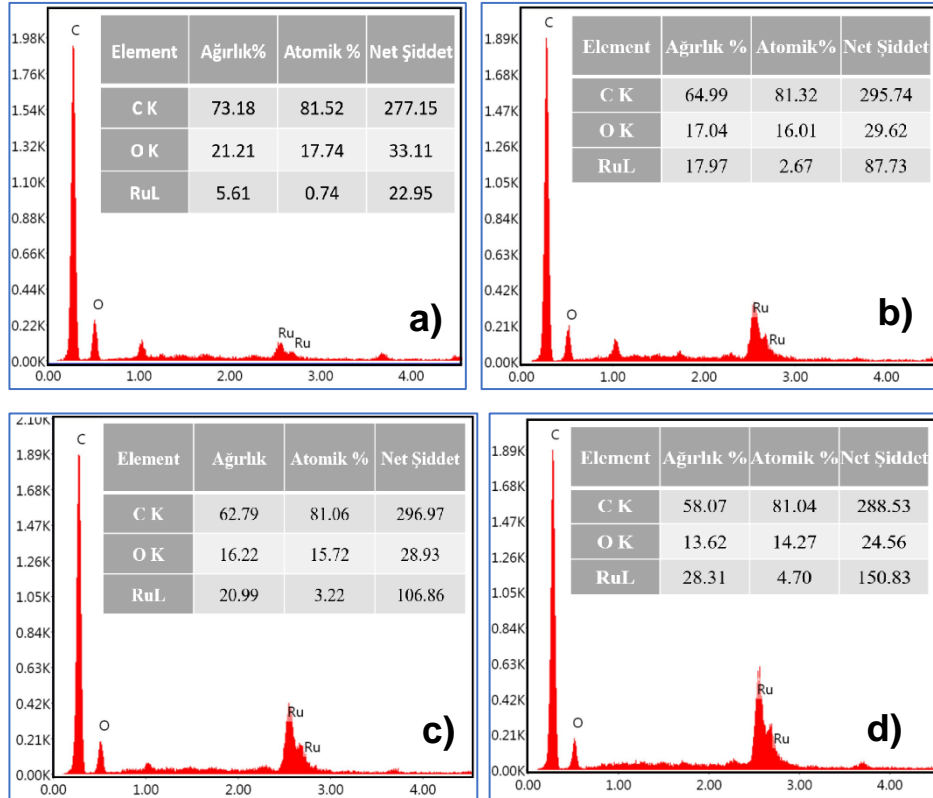 C
1.98K
1.76K
1.54K
1.32K
1.10K
0.88K
0.66K
0.44K
0.22K
0.00K
Element Ağırlık% Atomik % Net Şiddet
C K 73.18 81.52 277.15
O K 21.21 17.74 33.11
RuL 5.61 0.74 22.95
O
Ru
Ru
a)
0.00 1.00 2.00 3.00 4.00
C
1.89K
1.68K
1.47K
1.26K
1.05K
0.84K
0.66K
0.42K
0.21K
0.00K
Element Ağırlık % Atomik% Net Şiddet
C K 64.99 81.32 295.74
O K 17.04 16.01 29.62
RuL 17.97 2.67 87.73
O
Ru
Ru
b)
0.00 1.00 2.00 3.00 4.00
2.10K
C
1.89K
1.68K
1.47K
1.26K
1.05K
0.84K
0.63K
0.42K
0.21K
0.00K
Element Ağırlık Atomik % Net Şiddet
C K 62.79 81.06 296.97
O K 16.22 15.72 28.93
RuL 20.99 3.22 106.86
O
Ru
Ru
c)
0.00 1.00 2.00 3.00 4.00
C
1.89K
1.68K
1.47K
1.26K
1.05K
0.84K
0.63K
0.42K
0.21K
0.00K
Element Ağırlık % Atomik % Net Şiddet
C K 58.07 81.04 288.53
O K 13.62 14.27 24.56
RuL 28.31 4.70 150.83
O
Ru
Ru
d)
0.00 1.00 2.00 3.00 4.00